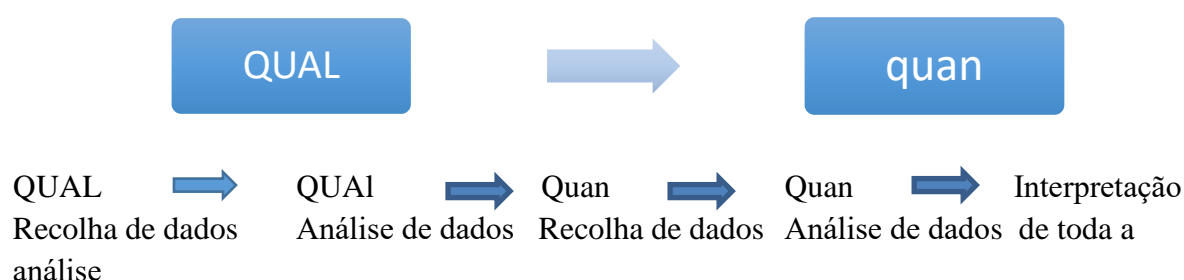 QUAL quan
QUAL QUAl Quan Quan Interpretação
Recolha de dados Análise de dados Recolha de dados Análise de dados de toda a
análise